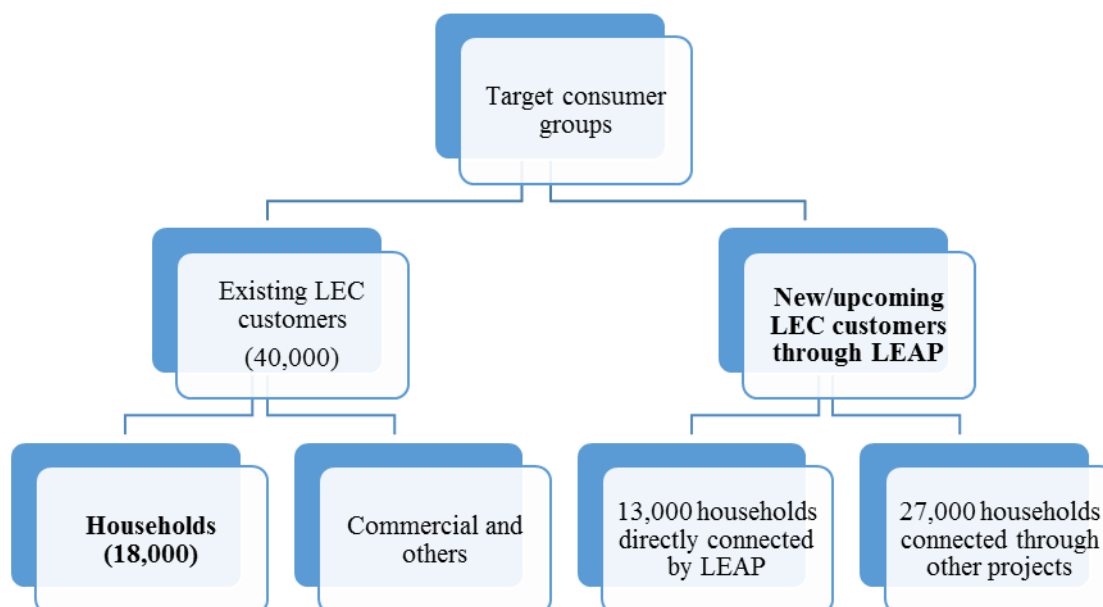 Target consumer
groups
Existing LEC
customers
(40,000)
New/upcoming
LEC customers
through LEAP
Households
(18,000)
Commercial and
others
13,000 households
directly connected
by LEAP
27,000 households
connected through
other projects